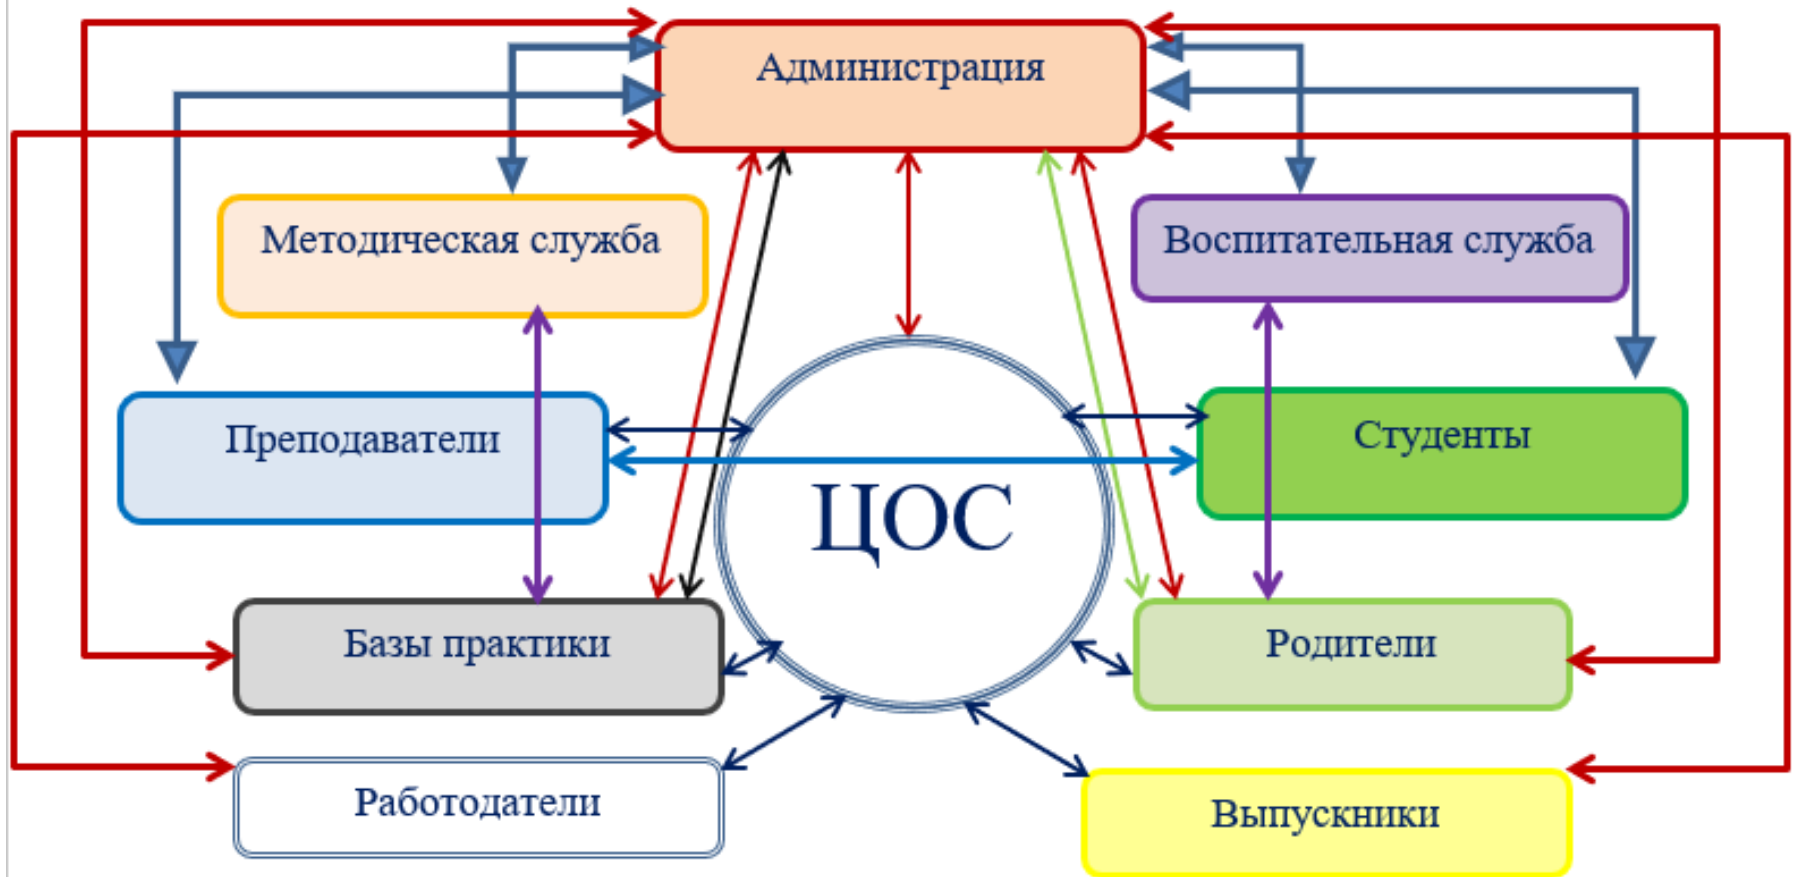 Администрация
Методическая служба
Воспитательная служба
Преподаватели
Студенты
ЦОС
Базы практики
Родители
Работодатели
Выпускники